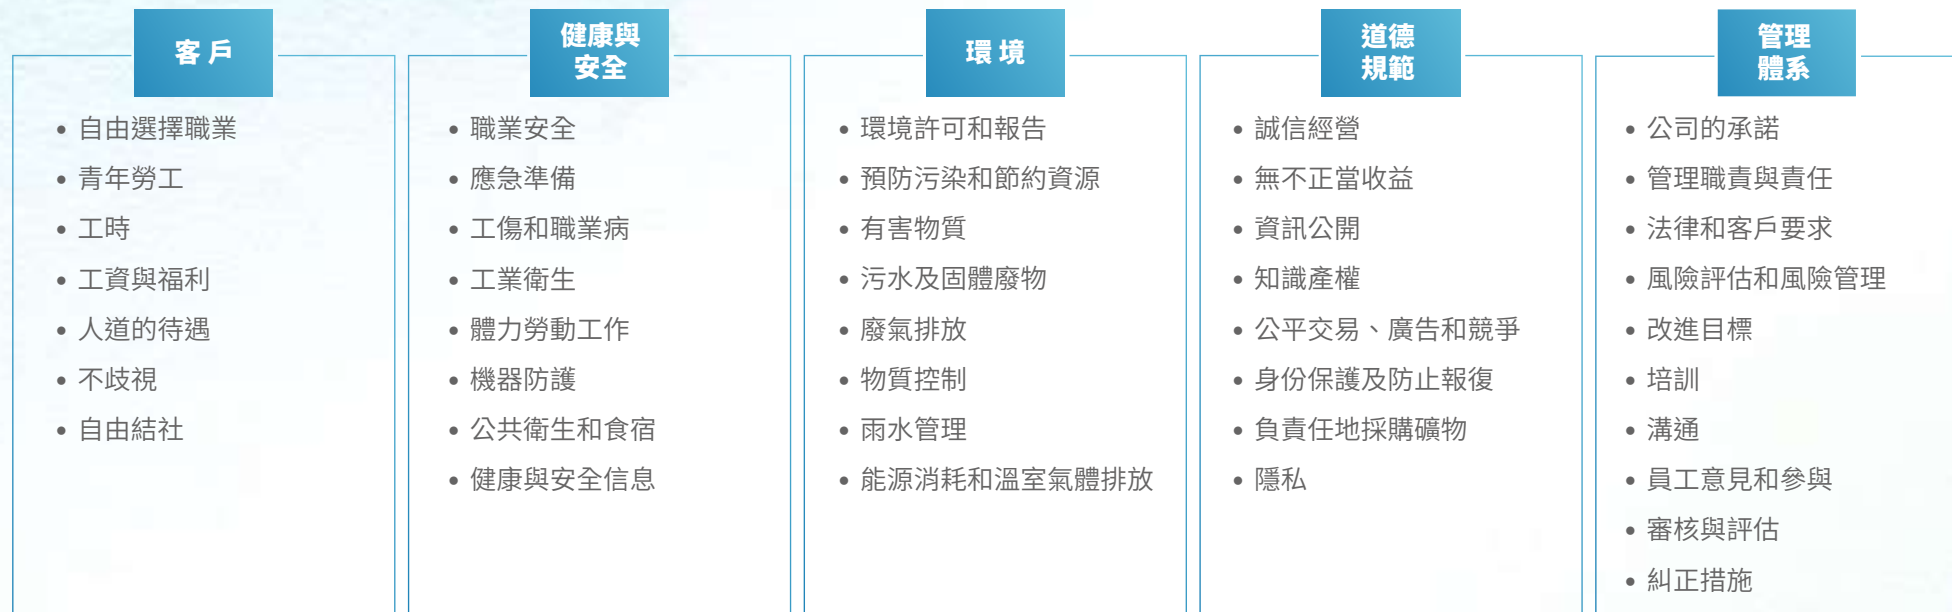 客戶
自由選擇職業
青年勞工
工時
工資與福利
人道的待遇
不歧視
自由結社
健康與
安全
職業安全
應急準備
工傷和職業病
工業衛生
體力勞動工作
機器防護
公共衛生和食宿
健康與安全信息
環境
環境許可和報告
預防污染和節約資源
有害物質
污水及固體廢物
廢氣排放
物質控制
雨水管理
能源消耗和溫室氣體排放
道德
規範
誠信經營
無不正當收益
資訊公開
知識產權
公平交易、廣告和競爭
身份保護及防止報復
負責任地採購礦物
隱私
管理
體系
公司的承諾
管理職責與責任
法律和客戶要求
風險評估和風險管理
改進目標
培訓
溝通
員工意見和參與
審核與評估
糾正措施